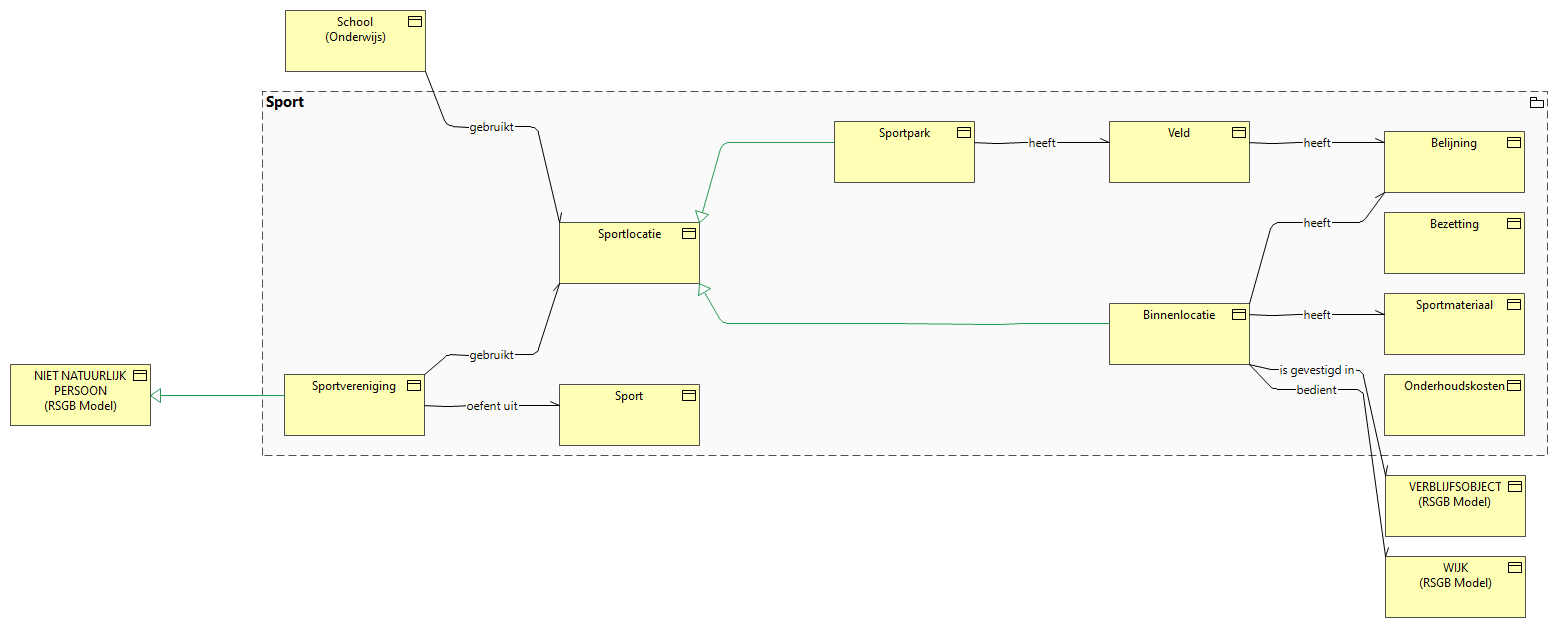 School
(Onderwijs)
Sport
gebruikt
Sportpark
heeft
Veld
heeft
Belijning
Sportlocatie
heeft
Bezetting
Binnenlocatie
heeft
Sportmateriaal
gebruikt
is gevestigd in
bedient
NIET NATUURLIJK
PERSOON
(RSGB Model)
Sportvereniging
oefent uit
Sport
Onderhoudskosten
VERBLIJFSOBJECT
(RSGB Model)
WIJK
(RSGB Model)